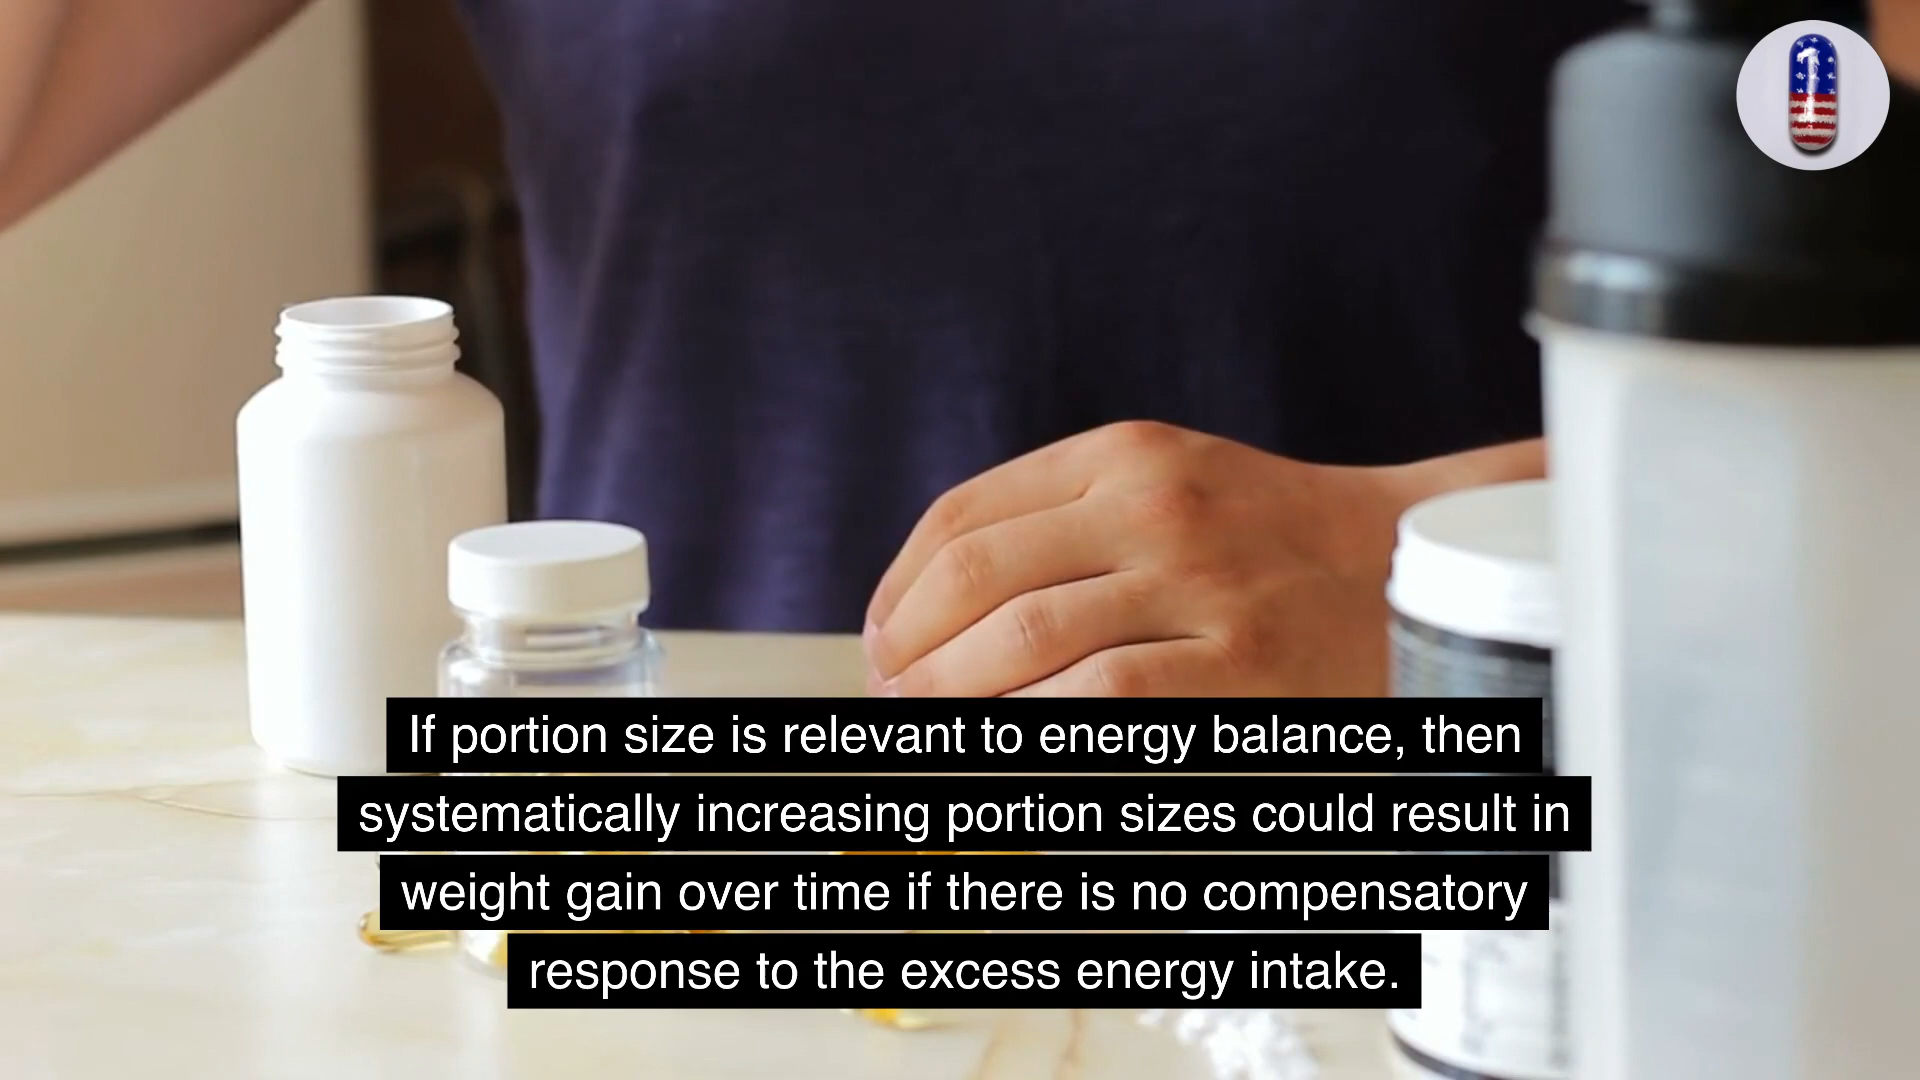 If portion size is relevant to energy balance, then
systematically increasing portion sizes could result in
weight gain over time if there is no compensatory
response to the excess energy intake.